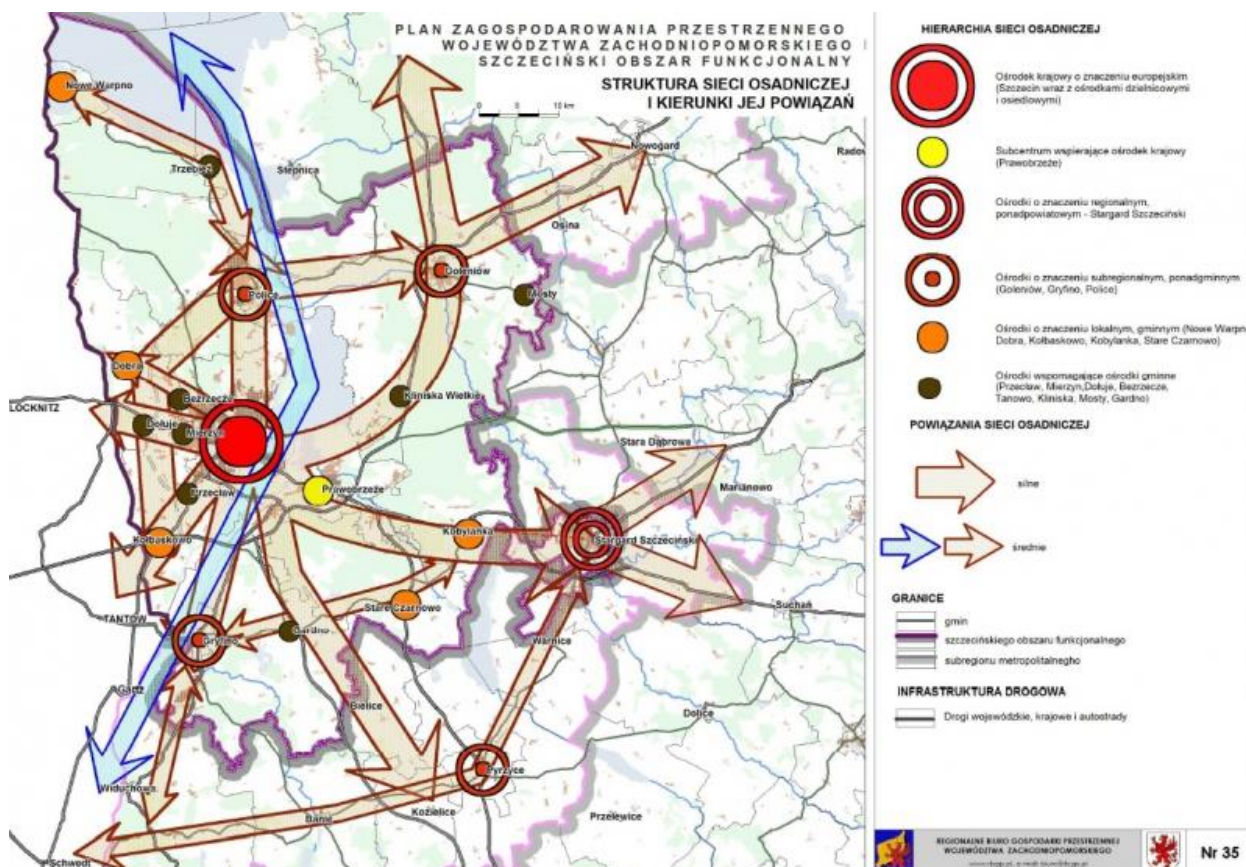 PLAN ZAGOSPODAROWANIA PRZESTRZENNEGO
WOJEWÓDZTWA ZACHODNIOPOMORSKIEGO
SZCZECIŃSKI OBSZAR FUNKCJONALNY
STRUKTURA SIECI OSADNICZEJ
I KIERUNKI JEJ POWIĄZAŃ
0 10 km
Nowe Warpno
Trzebież
Stepnica
Nowogard
Osina
Police
Goleniów
Mosty
Dobra
Bezrzecze
LOCKNITZ
Dołuje
Mierzyn
Kliniska Wielkie
Stara Dąbrowa
Marianowo
Przecław
Prawobrzeże
Kołbaskowo
Kobylanka
Stargard Szczeciński
Suchań
TANTOW
Stare Czarnowo
Gryfino
Gardno
Warnice
Gartz
Bielice
Dolice
Widuchowa
Pyrzyce
Banie
Kozielice
Przelewice
Schwedt
HIERARCHIA SIECI OSADNICZEJ
Ośrodek krajowy o znaczeniu europejskim
(Szczecin wraz z ośrodkami dzielnicowymi
i osiedlowymi)
Subcentrum wspierające ośrodek krajowy
(Prawobrzeże)
Ośrodki o znaczeniu regionalnym,
ponadpowiatowym - Stargard Szczeciński
Ośrodki o znaczeniu subregionalnym, ponadgminnym
(Goleniów, Gryfino, Police)
Ośrodki o znaczeniu lokalnym, gminnym (Nowe Warpn
Dobra, Kołbaskowo, Kobylanka, Stare Czarnowo)
Ośrodki wspomagające ośrodki gminne
(Przecław, Mierzyn,Dołuje, Bezrzecze,
Tanowo, Kliniska, Mosty, Gardno)
POWIĄZANIA SIECI OSADNICZEJ
silne
średnie
GRANICE
gmin
szczecińskiego obszaru funkcjonalnego
subregionu metropolitalnegho
INFRASTRUKTURA DROGOWA
Drogi wojewódzkie, krajowe i autostrady
REGIONALNE BIURO GOSPODARKI PRZESTRZENNEJ
WOJEWÓDZTWA ZACHODNIOPOMORSKIEGO
Nr 35